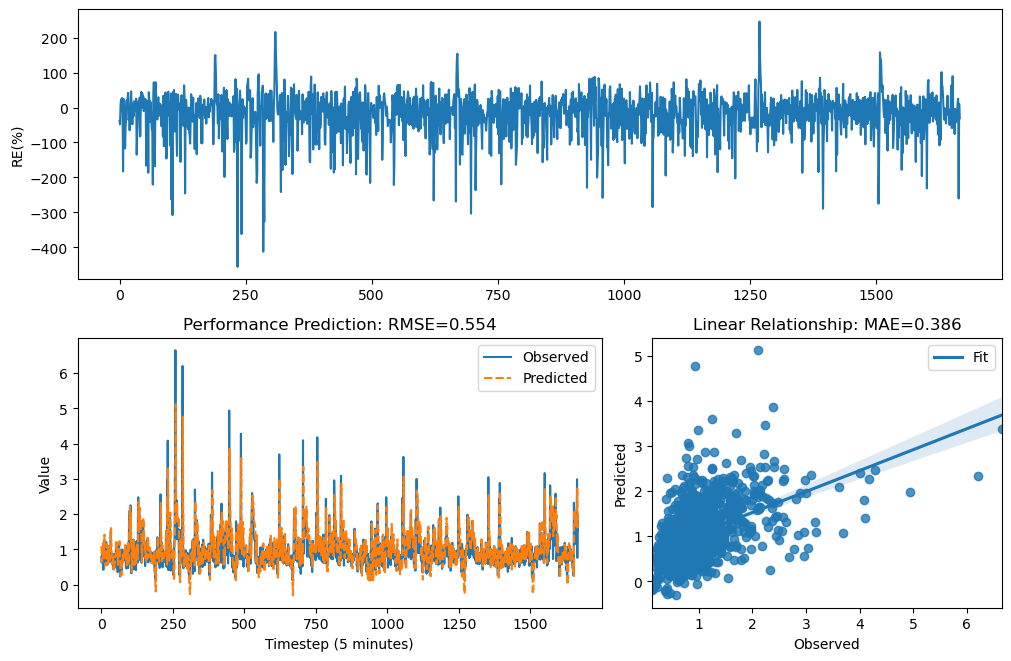 200
100
0
−100
−200
−300
−400
RE(%)
0 250 500 750 1000 1250 1500
Performance Prediction: RMSE=0.554
Observed
Predicted
6
5
4
3
2
1
0
Value
0 250 500 750 1000 1250 1500
Timestep (5 minutes)
Linear Relationship: MAE=0.386
Fit
5
4
3
2
1
0
Predicted
1 2 3 4 5 6
Observed